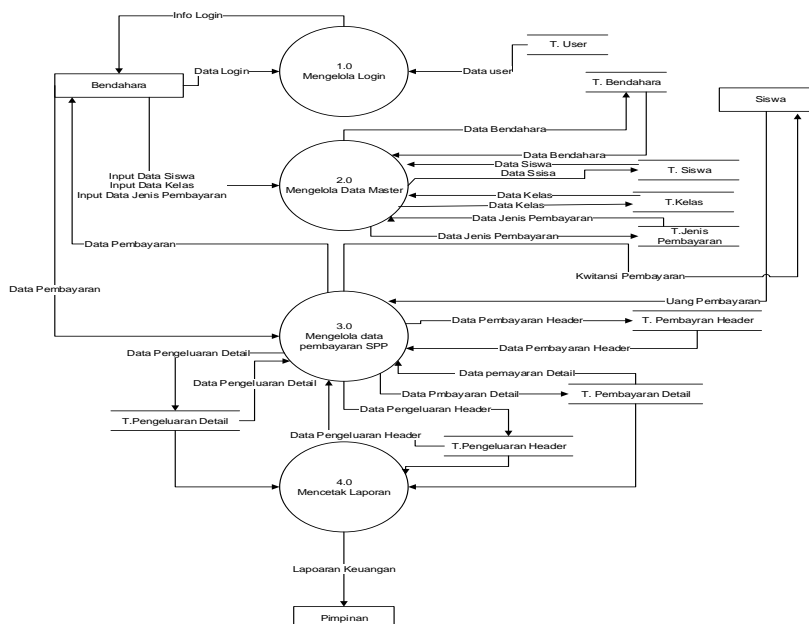 Info Login
1.0
Mengelola Login
T. User
Data user
Data Login
Bendahara
T. Bendahara
Siswa
Data Bendahara
Data Bendahara
Input Data Siswa
Input Data Kelas
Input Data Jenis Pembayaran
2.0
Mengelola Data Master
Data Siswa
Data Ssisa
T. Siswa
Data Kelas
Data Kelas
T.Kelas
Data Jenis Pembayaran
Data Jenis Pembayaran
T.Jenis
Pembayaran
Data Pembayaran
Kwitansi Pembayaran
Data Pembayaran
Uang Pembayaran
3.0
Mengelola data
pembayaran SPP
Data Pembayaran Header
T. Pembayran Header
Data Pembayaran Header
Data Pengeluaran Detail
Data Pengeluaran Detail
Data pemayaran Detail
Data Pmbayaran Detail
T. Pembayaran Detail
T.Pengeluaran Detail
Data Pengeluaran Header
Data Pengeluaran Header
T.Pengeluaran Header
4.0
Mencetak Laporan
Lapoaran Keuangan
Pimpinan